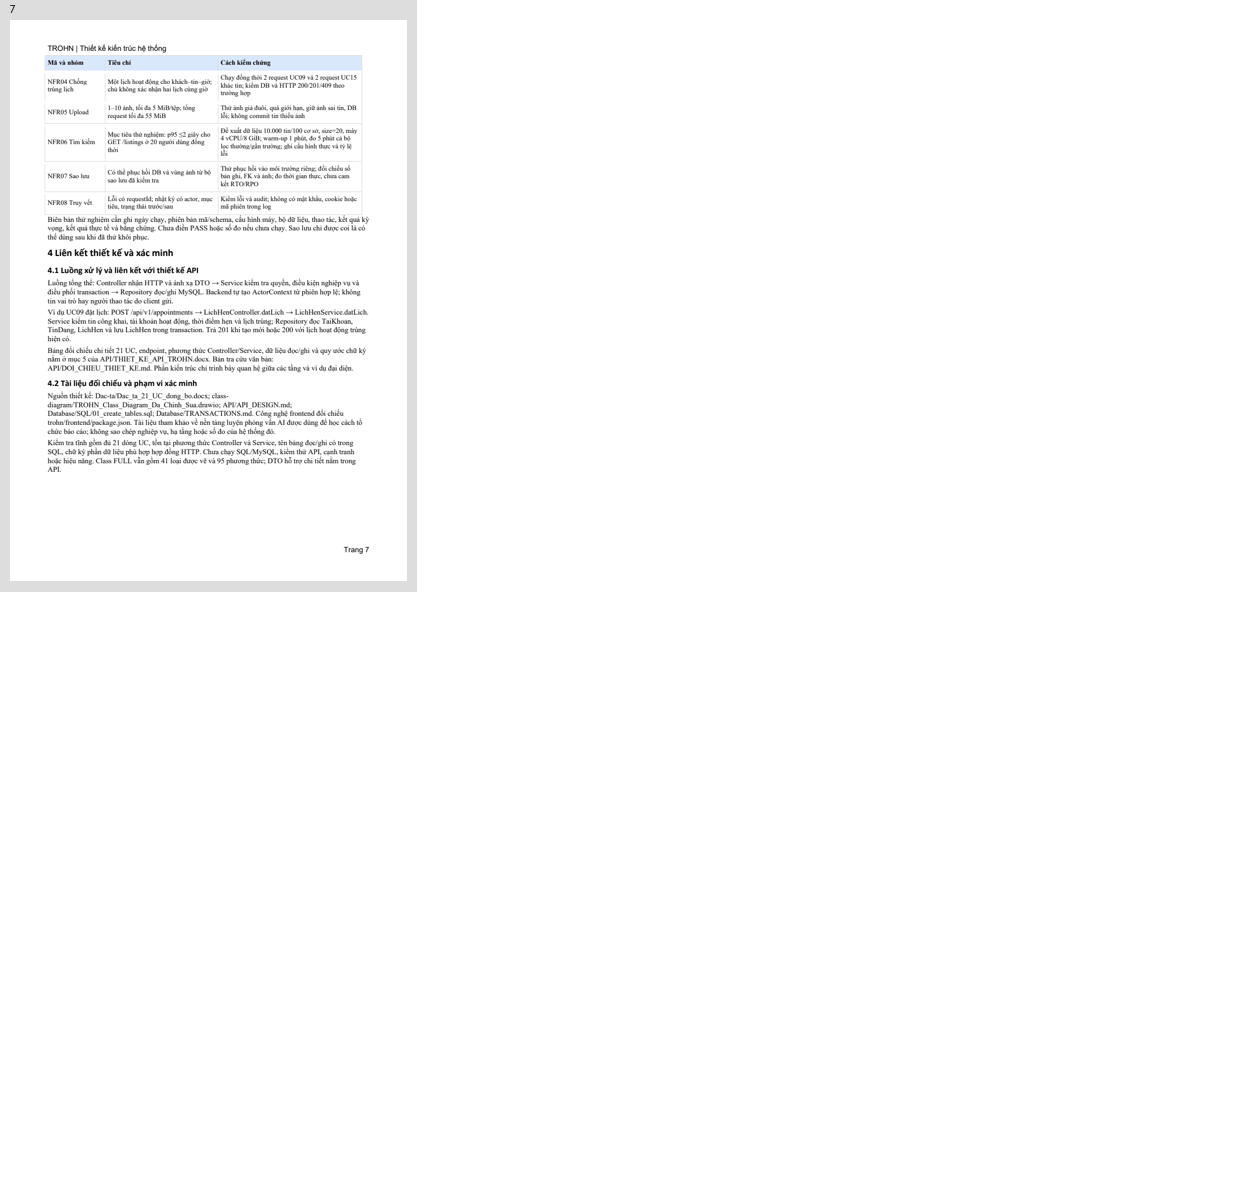 7
TROHN | Thiết kế kiến trúc hệ thống
Mã và nhóm Tiêu chí Cách kiểm chứng
NFR04 Chống trùng lịch
Một lịch hoạt động cho khách–tin–giờ; chủ không xác nhận hai lịch cùng giờ
Chạy đồng thời 2 request UC09 và 2 request UC15 khác tin; kiểm DB và HTTP 200/201/409 theo trường hợp
NFR05 Upload
1–10 ảnh, tối đa 5 MiB/tệp; tổng request tối đa 55 MiB
Thử ảnh giả đuôi, quá giới hạn, giữ ảnh sai tin, DB lỗi; không commit tin thiếu ảnh
NFR06 Tìm kiếm
Mục tiêu thử nghiệm: p95 ≤2 giây cho GET /listings ở 20 người dùng đồng thời
Đề xuất dữ liệu 10.000 tin/100 cơ sở, size=20, máy 4 vCPU/8 GiB; warm-up 1 phút, đo 5 phút cả bộ lọc thường/gần trường; ghi cấu hình thực và tỷ lệ lỗi
NFR07 Sao lưu
Có thể phục hồi DB và vùng ảnh từ bộ sao lưu đã kiểm tra
Thử phục hồi vào môi trường riêng; đối chiếu số bản ghi, FK và ảnh; đo thời gian thực, chưa cam kết RTO/RPO
NFR08 Truy vết
Lỗi có requestId; nhật ký có actor, mục tiêu, trạng thái trước/sau
Kiểm lỗi và audit; không có mật khẩu, cookie hoặc mã phiên trong log
Biên bản thử nghiệm cần ghi ngày chạy, phiên bản mã/schema, cấu hình máy, bộ dữ liệu, thao tác, kết quả kỳ
vọng, kết quả thực tế và bằng chứng. Chưa điền PASS hoặc số đo nếu chưa chạy. Sao lưu chỉ được coi là có
thể dùng sau khi đã thử khôi phục.
4 Liên kết thiết kế và xác minh
4.1 Luồng xử lý và liên kết với thiết kế API
Luồng tổng thể: Controller nhận HTTP và ánh xạ DTO → Service kiểm tra quyền, điều kiện nghiệp vụ và
điều phối transaction → Repository đọc/ghi MySQL. Backend tự tạo ActorContext từ phiên hợp lệ; không
tin vai trò hay người thao tác do client gửi.
Ví dụ UC09 đặt lịch: POST /api/v1/appointments → LichHenController.datLich → LichHenService.datLich.
Service kiểm tin công khai, tài khoản hoạt động, thời điểm hẹn và lịch trùng; Repository đọc TaiKhoan,
TinDang, LichHen và lưu LichHen trong transaction. Trả 201 khi tạo mới hoặc 200 với lịch hoạt động trùng
hiện có.
Bảng đối chiếu chi tiết 21 UC, endpoint, phương thức Controller/Service, dữ liệu đọc/ghi và quy ước chữ ký
nằm ở mục 5 của API/THIET_KE_API_TROHN.docx. Bản tra cứu văn bản:
API/DOI_CHIEU_THIET_KE.md. Phần kiến trúc chỉ trình bày quan hệ giữa các tầng và ví dụ đại diện.
4.2 Tài liệu đối chiếu và phạm vi xác minh
Nguồn thiết kế: Dac-ta/Dac_ta_21_UC_dong_bo.docx; class-
diagram/TROHN_Class_Diagram_Da_Chinh_Sua.drawio; API/API_DESIGN.md;
Database/SQL/01_create_tables.sql; Database/TRANSACTIONS.md. Công nghệ frontend đối chiếu
trohn/frontend/package.json. Tài liệu tham khảo về nền tảng luyện phỏng vấn AI được dùng để học cách tổ
chức báo cáo; không sao chép nghiệp vụ, hạ tầng hoặc số đo của hệ thống đó.
Kiểm tra tĩnh gồm đủ 21 dòng UC, tồn tại phương thức Controller và Service, tên bảng đọc/ghi có trong
SQL, chữ ký phần dữ liệu phù hợp hợp đồng HTTP. Chưa chạy SQL/MySQL, kiểm thử API, cạnh tranh
hoặc hiệu năng. Class FULL vẫn gồm 41 loại được vẽ và 95 phương thức; DTO hỗ trợ chi tiết nằm trong
API.
Trang 7